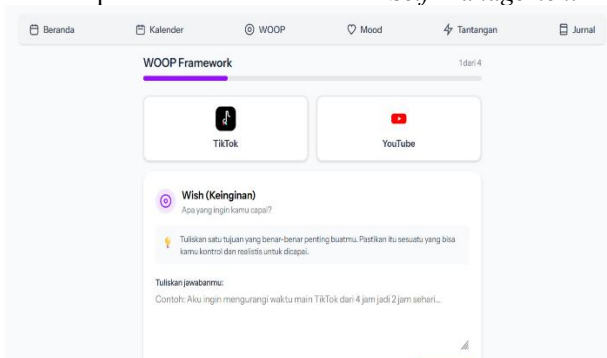 Beranda Kalender WOOP Mood Tantangan Jurnal
WOOP Framework 1 dari 4
TikTok YouTube
Wish (Keinginan)
Apa yang ingin kamu capai?
Tuliskan satu tujuan yang benar-benar penting buatmu. Pastikan itu sesuatu yang bisa
kamu kontrol dan realistis untuk dicapai.
Tuliskan jawabanmu:
Contoh: Aku ingin mengurangi waktu main TikTok dari 4 jam jadi 2 jam sehari...